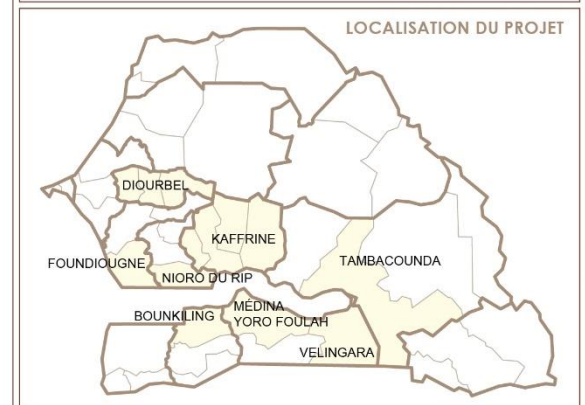 LOCALISATION DU PROJET
DIOURBEL
KAFFRINE
FOUNDIOUGNE
NIORO DU RIP
TAMBACOUNDA
BOUNKILING
MÉDINA
YORO FOULAH
VELINGARA